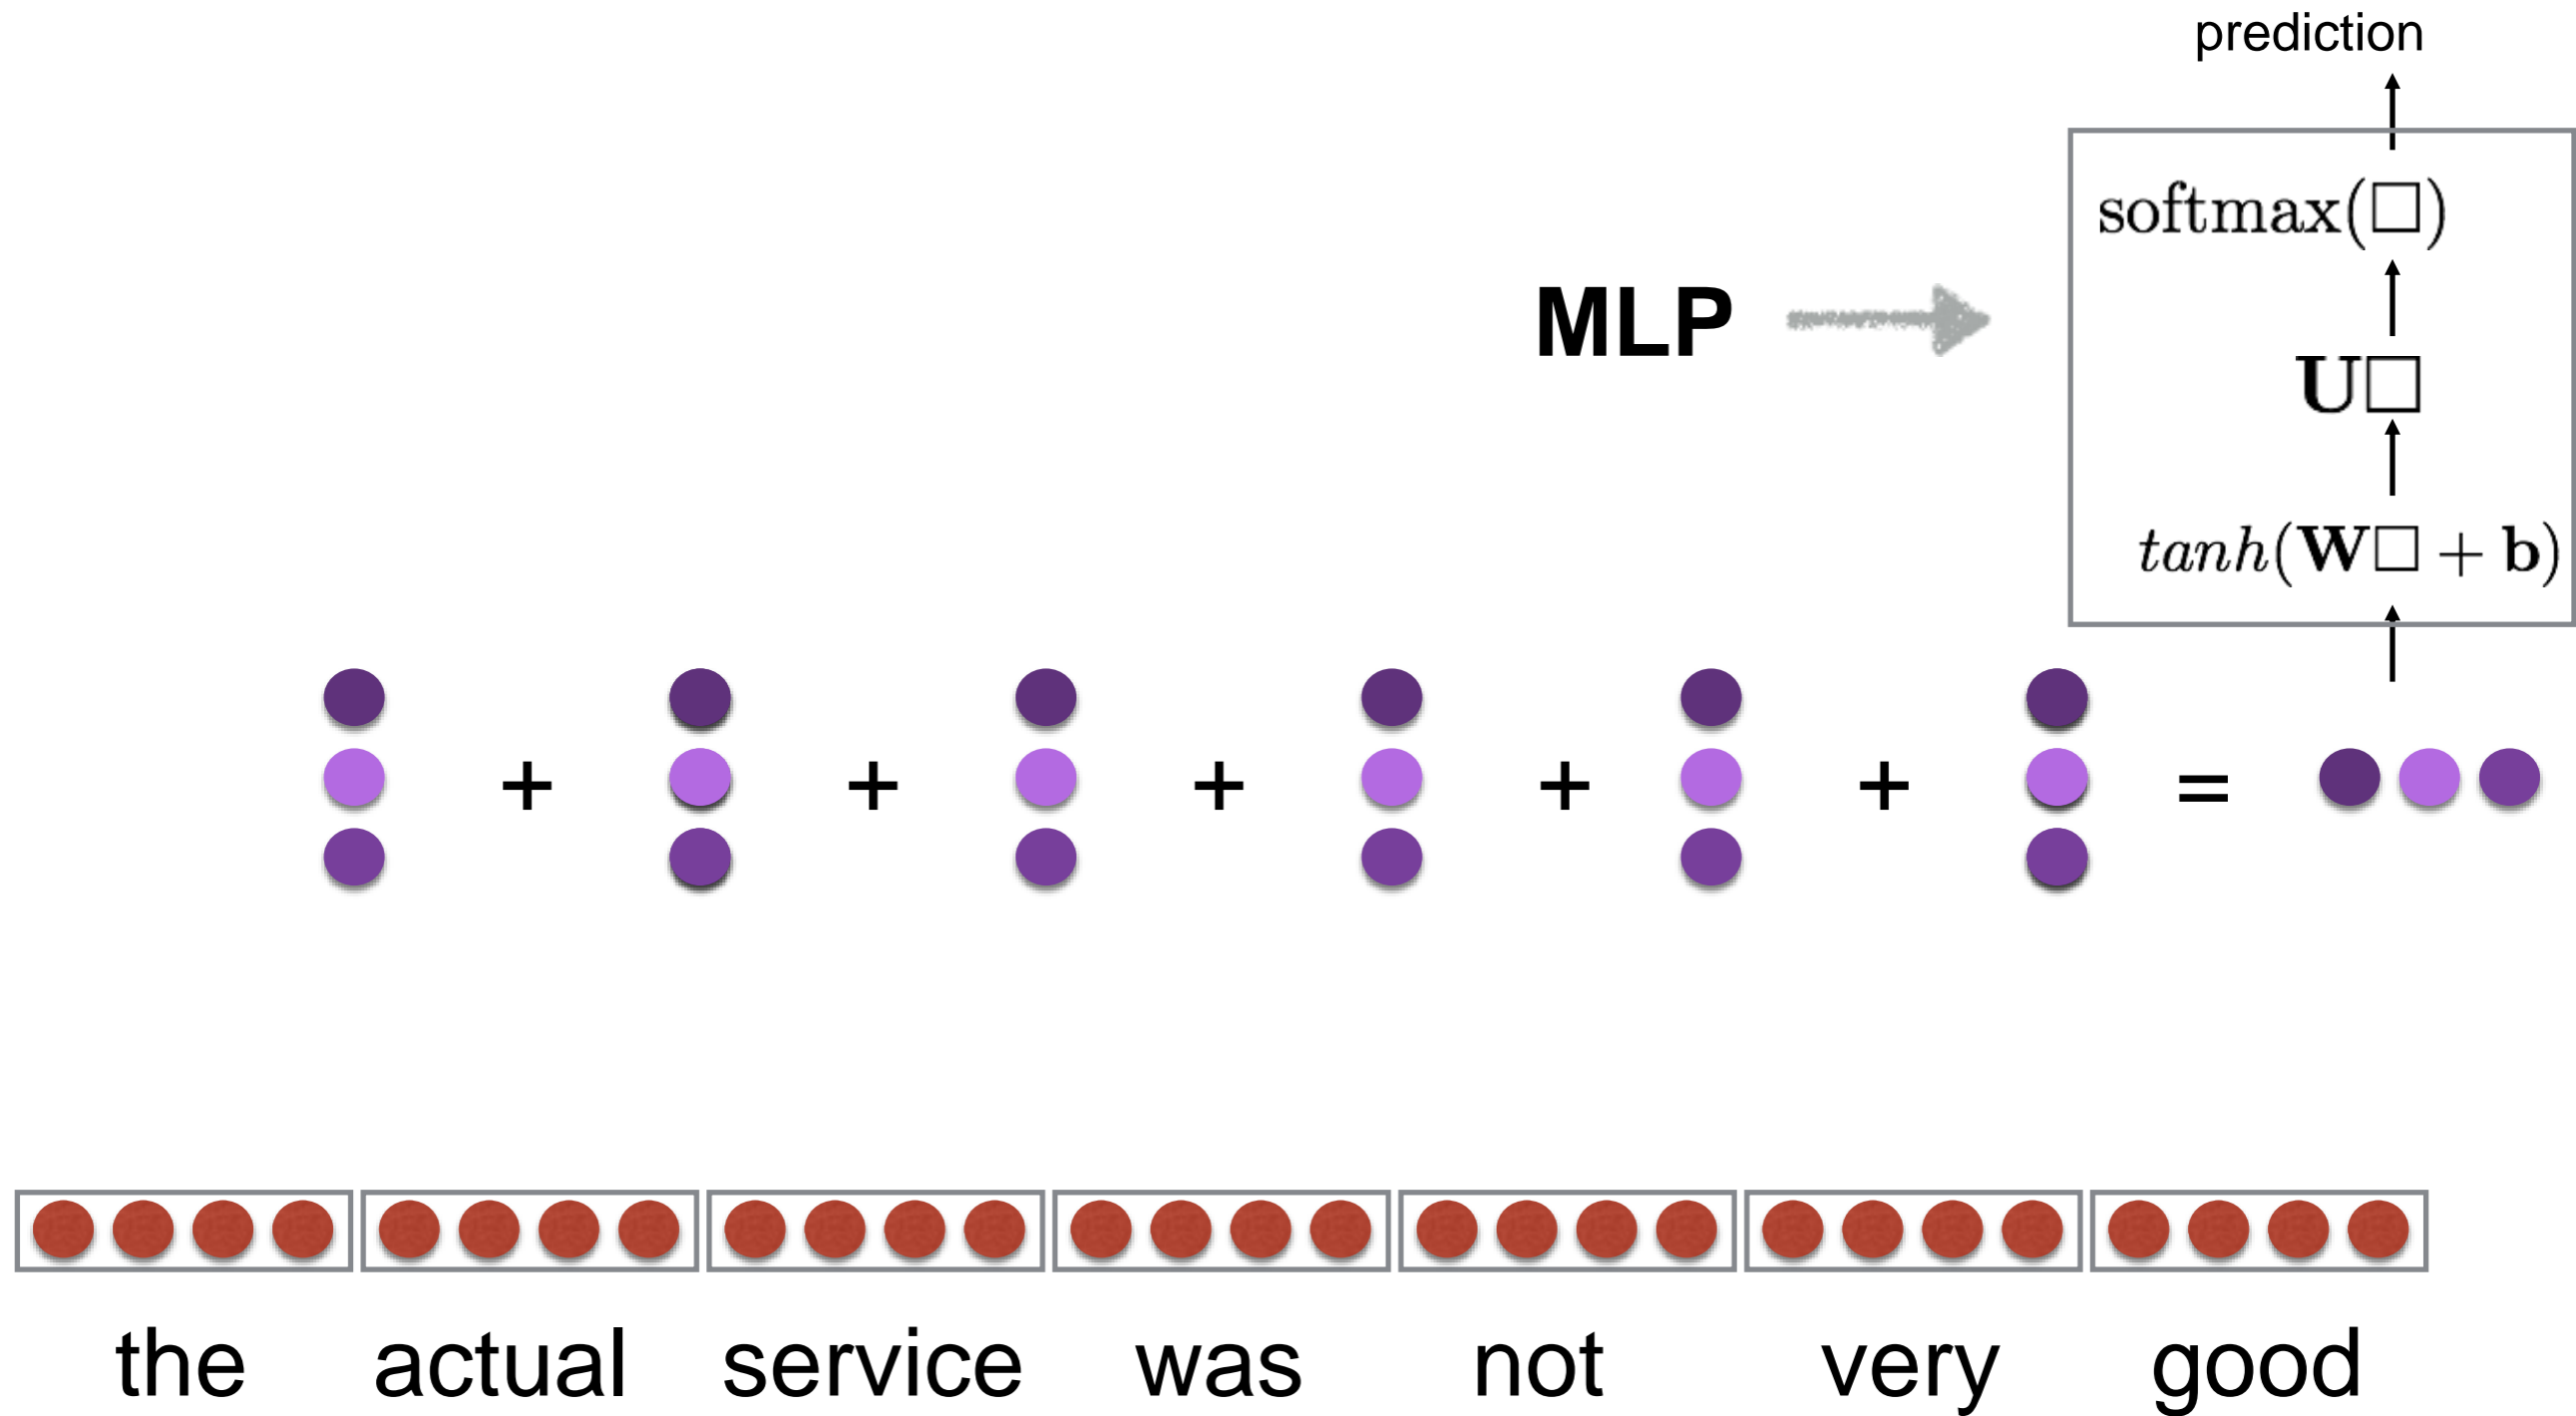 prediction
softmax(□)
MLP
U□
tanh(W□ + b)
+ + + + + =
the actual service was not very good